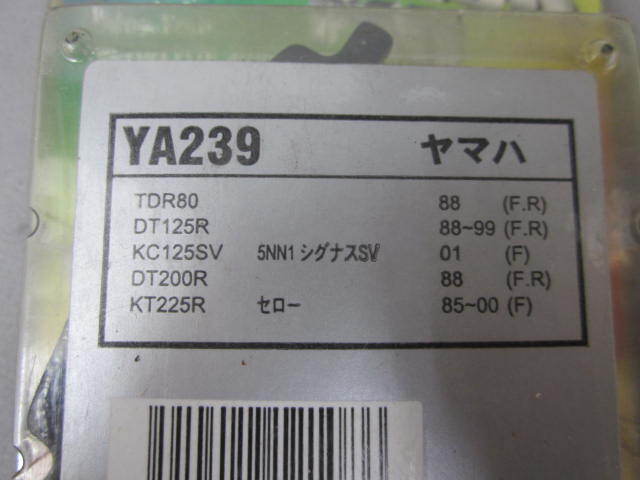 YA239 ヤマハ
TDR80 88 (F.R)
DT125R 88~99 (F.R)
KC125SV 5NN1 シグナスSV 01 (F)
DT200R 88 (F.R)
KT225R セロー 85~00 (F)